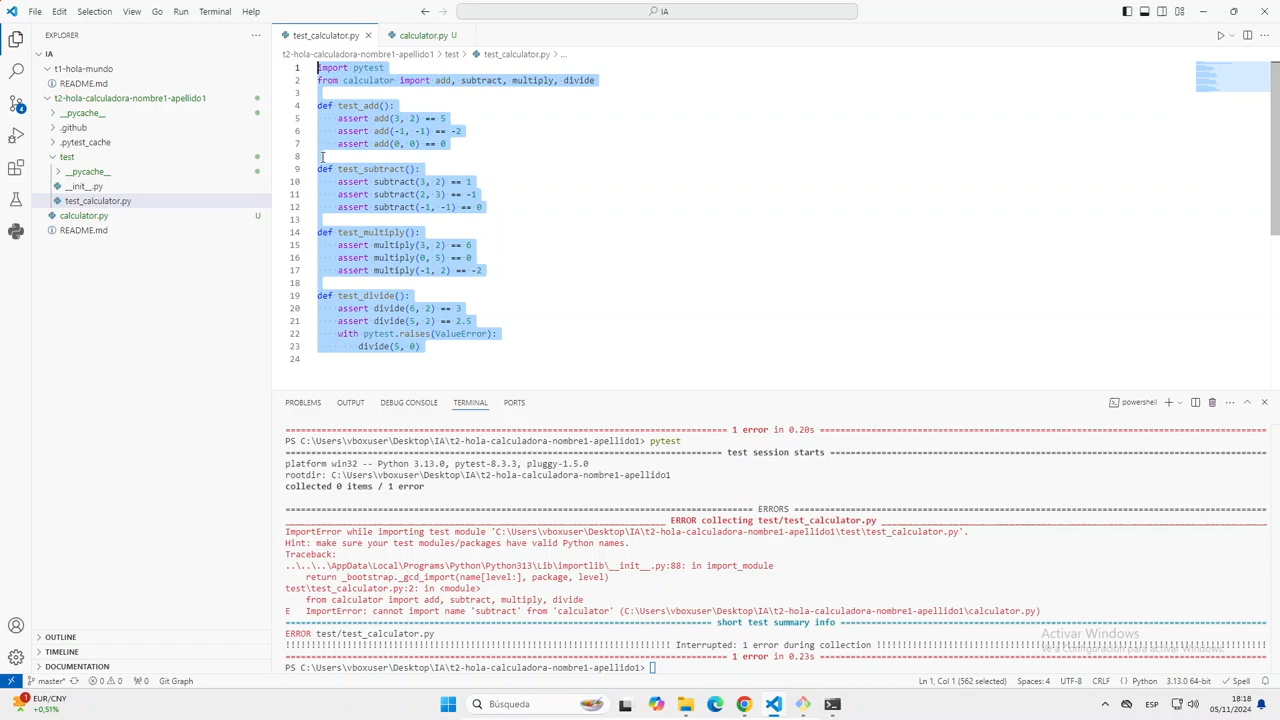 File Edit Selection View Go Run Terminal Help
IA
EXPLORER
IA
t1-hola-mundo
README.md
t2-hola-calculadora-nombre1-apellido1
__pycache__
.github
.pytest_cache
test
__pycache__
__init__.py
test_calculator.py
calculator.py U
README.md
OUTLINE
TIMELINE
DOCUMENTATION
test_calculator.py
calculator.py U
t2-hola-calculadora-nombre1-apellido1 > test > test_calculator.py > ...
1 import pytest
2 from calculator import add, subtract, multiply, divide
3
4 def test_add():
5 assert add(3, 2) == 5
6 assert add(-1, -1) == -2
7 assert add(0, 0) == 0
8
9 def test_subtract():
10 assert subtract(3, 2) == 1
11 assert subtract(2, 3) == -1
12 assert subtract(-1, -1) == 0
13
14 def test_multiply():
15 assert multiply(3, 2) == 6
16 assert multiply(0, 5) == 0
17 assert multiply(-1, 2) == -2
18
19 def test_divide():
20 assert divide(6, 2) == 3
21 assert divide(5, 2) == 2.5
22 with pytest.raises(ValueError):
23 divide(5, 0)
24
PROBLEMS OUTPUT DEBUG CONSOLE TERMINAL PORTS
powershell
1 error in 0.20s
PS C:\Users\vboxuser\Desktop\IA\t2-hola-calculadora-nombre1-apellido1> pytest
test session starts
platform win32 -- Python 3.13.0, pytest-8.3.3, pluggy-1.5.0
rootdir: C:\Users\vboxuser\Desktop\IA\t2-hola-calculadora-nombre1-apellido1
collected 0 items / 1 error
ERRORS
ERROR collecting test/test_calculator.py
ImportError while importing test module 'C:\Users\vboxuser\Desktop\IA\t2-hola-calculadora-nombre1-apellido1\test\test_calculator.py'.
Hint: make sure your test modules/packages have valid Python names.
Traceback:
..\..\..\AppData\Local\Programs\Python\Python313\Lib\importlib\__init__.py:88: in import_module
return _bootstrap._gcd_import(name[level:], package, level)
test\test_calculator.py:2: in <module>
from calculator import add, subtract, multiply, divide
E ImportError: cannot import name 'subtract' from 'calculator' (C:\Users\vboxuser\Desktop\IA\t2-hola-calculadora-nombre1-apellido1\calculator.py)
short test summary info
ERROR test/test_calculator.py
Interrupted: 1 error during collection
1 error in 0.23s
PS C:\Users\vboxuser\Desktop\IA\t2-hola-calculadora-nombre1-apellido1>
Activar Windows
Ve a Configuración para activar Windows.
master* 0 0 0 Git Graph
Ln 1, Col 1 (562 selected) Spaces: 4 UTF-8 CRLF Python 3.13.0 64-bit Spell
EUR/CNY
+0,51%
Búsqueda
ESP
18:18
05/11/2024